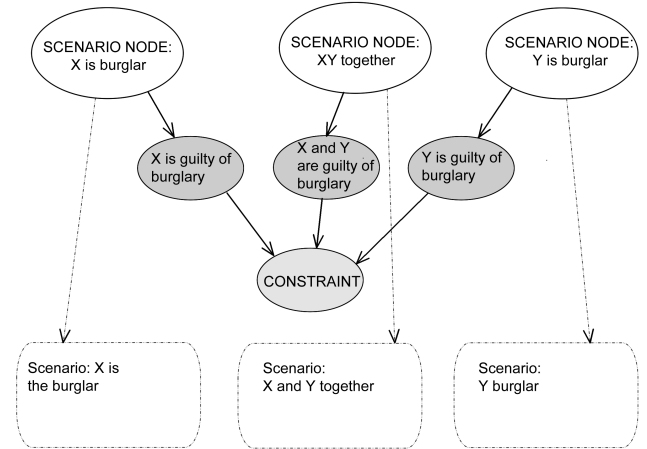 SCENARIO NODE:
X is burglar
SCENARIO NODE:
XY together
SCENARIO NODE:
Y is burglar
X is guilty of
burglary
X and Y
are guilty of
burglary
Y is guilty of
burglary
CONSTRAINT
Scenario: X is
the burglar
Scenario:
X and Y together
Scenario:
Y burglar